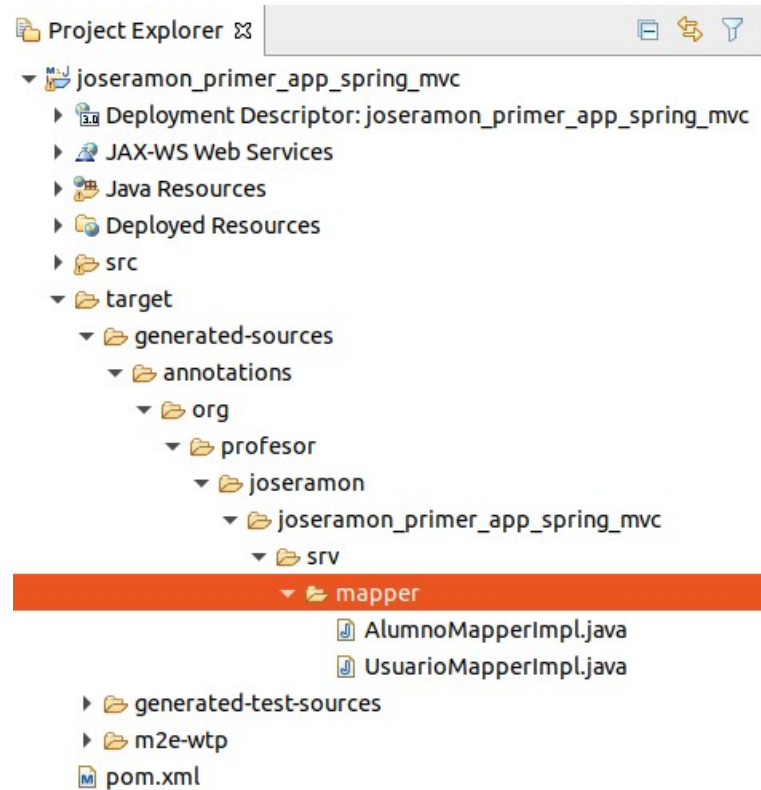 Project Explorer
joseramon_primer_app_spring_mvc
Deployment Descriptor: joseramon_primer_app_spring_mvc
JAX-WS Web Services
Java Resources
Deployed Resources
src
target
generated-sources
annotations
org
profesor
joseramon
joseramon_primer_app_spring_mvc
srv
mapper
AlumnoMapperImpl.java
UsuarioMapperImpl.java
generated-test-sources
m2e-wtp
pom.xml